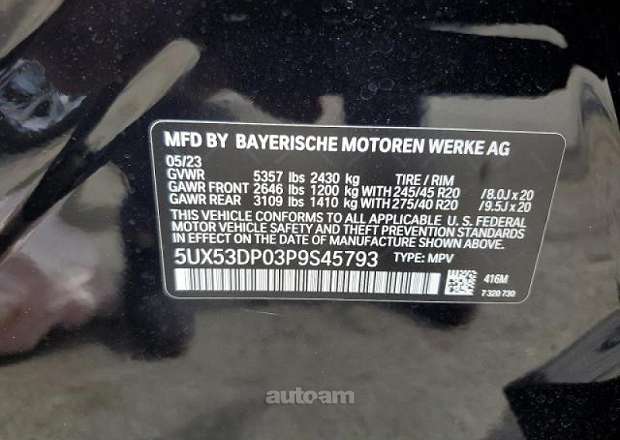 MFD BY BAYERISCHE MOTOREN WERKE AG
05/23
GVWR 5357 lbs 2430 kg TIRE / RIM
GAWR FRONT 2646 lbs 1200 kg WITH 245/45 R20 /8.0J x 20
GAWR REAR 3109 lbs 1410 kg WITH 275/40 R20 /9.5J x 20
THIS VEHICLE CONFORMS TO ALL APPLICABLE U. S. FEDERAL
MOTOR VEHICLE SAFETY AND THEFT PREVENTION STANDARDS
IN EFFECT ON THE DATE OF MANUFACTURE SHOWN ABOVE.
5UX53DP03P9S45793 TYPE: MPV
416M
7 320 730
autoam